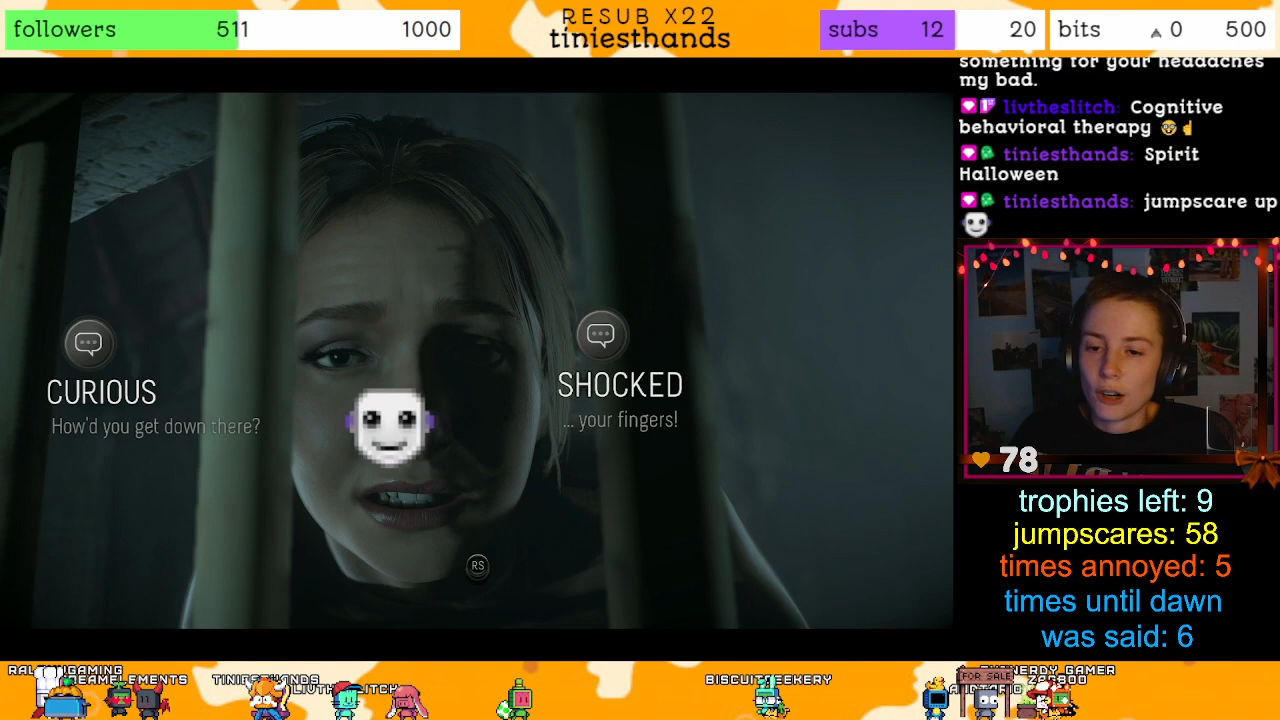 followers 511 1000
RESUB X22
tiniesthands
subs 12 20
bits 0 500
something for your headaches
my bad.
livtheslitch: Cognitive
behavioral therapy
tiniesthands: Spirit
Halloween
tiniesthands: jumpscare up
CURIOUS
How'd you get down there?
SHOCKED
... your fingers!
RS
78
trophies left: 9
jumpscares: 58
times annoyed: 5
times until dawn
was said: 6
BISCUITGEEKERY
FOR SALE